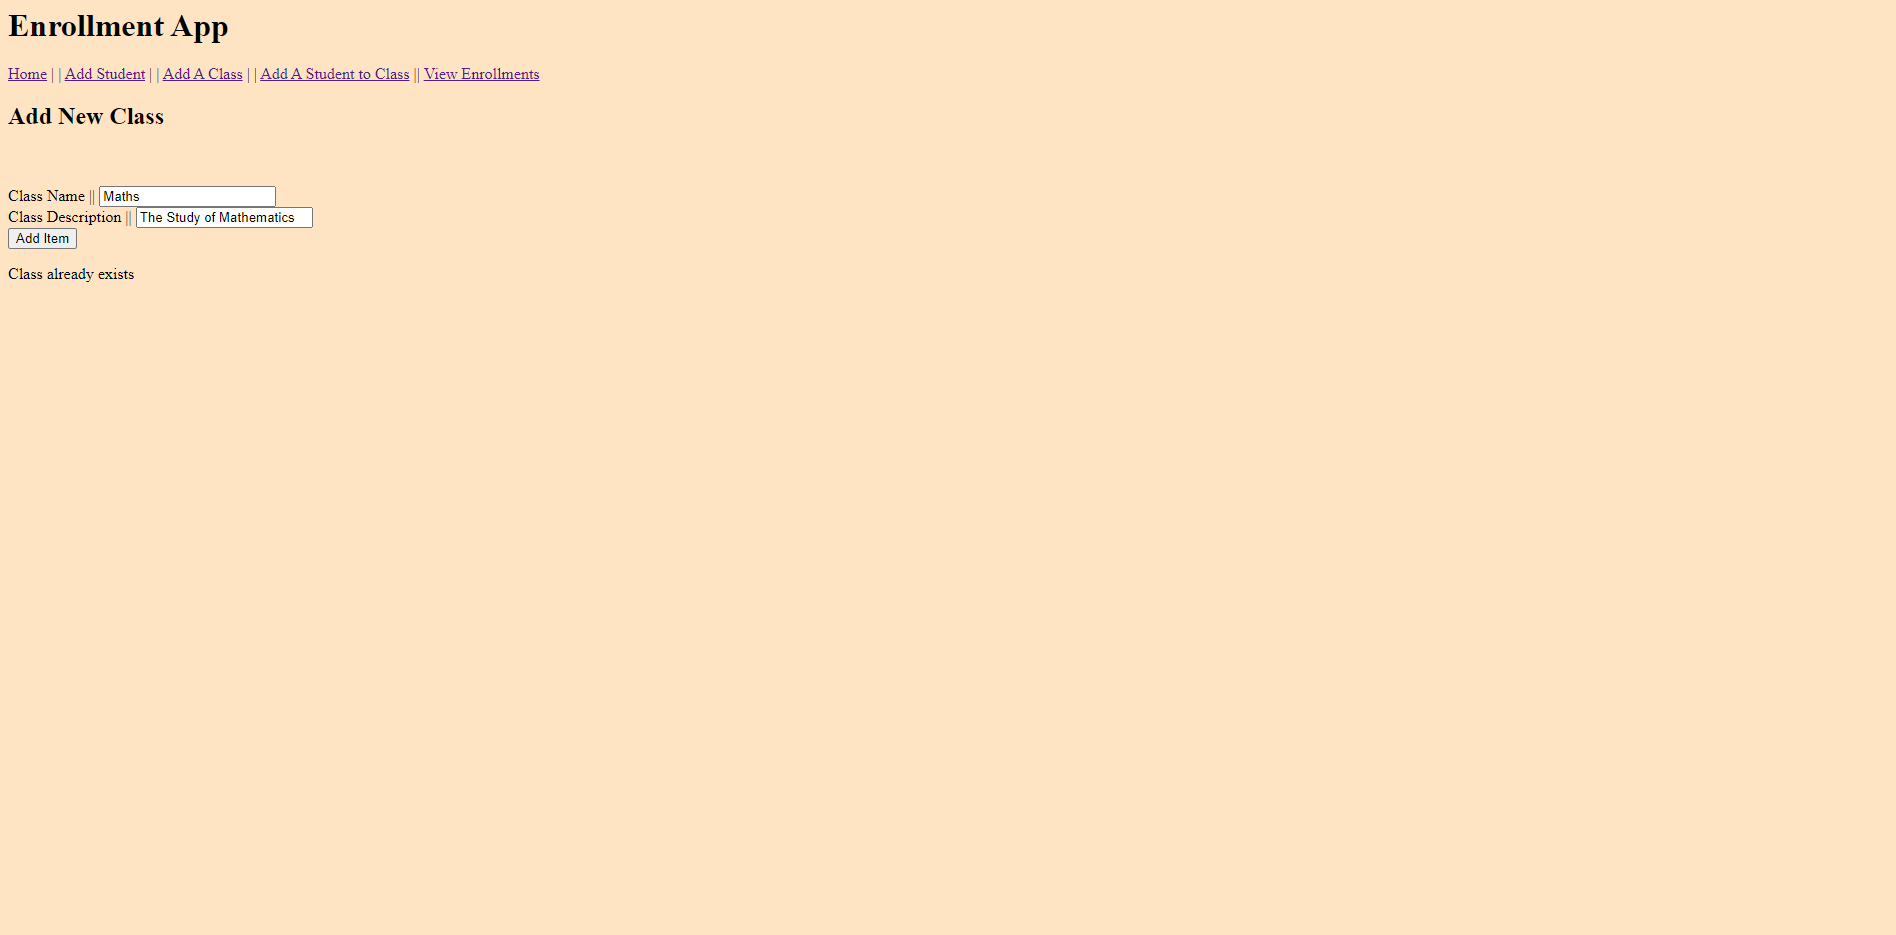 Enrollment App
Home | | Add Student | | Add A Class | | Add A Student to Class || View Enrollments
Add New Class
Class Name || Maths
Class Description || The Study of Mathematics
Add Item
Class already exists